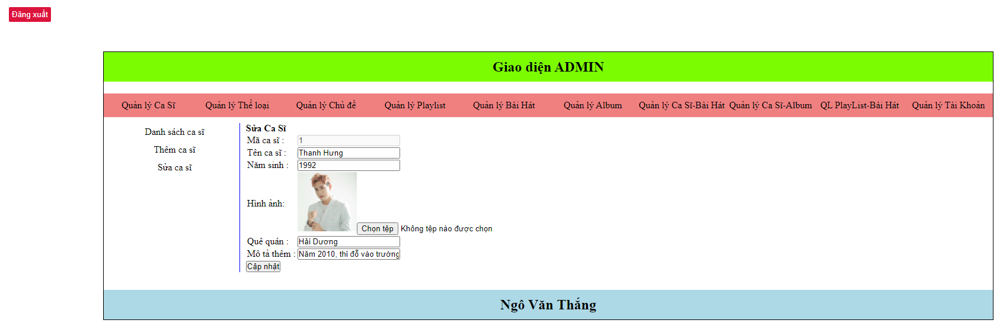 Đăng xuất
Giao diện ADMIN
Quản lý Ca Sĩ Quản lý Thể loại Quản lý Chủ đề Quản lý Playlist Quản lý Bài Hát Quản lý Album Quản lý Ca Sĩ-Bài Hát Quản lý Ca Sĩ-Album QL PlayList-Bài Hát Quản lý Tài Khoản
Danh sách ca sĩ
Thêm ca sĩ
Sửa ca sĩ
Sửa Ca Sĩ
Mã ca sĩ : 1
Tên ca sĩ : Thanh Hưng
Năm sinh : 1992
Hình ảnh:
Chọn tệp Không tệp nào được chọn
Quê quán : Hải Dương
Mô tả thêm : Năm 2010, thi đỗ vào trường
Cập nhật
Ngô Văn Thắng